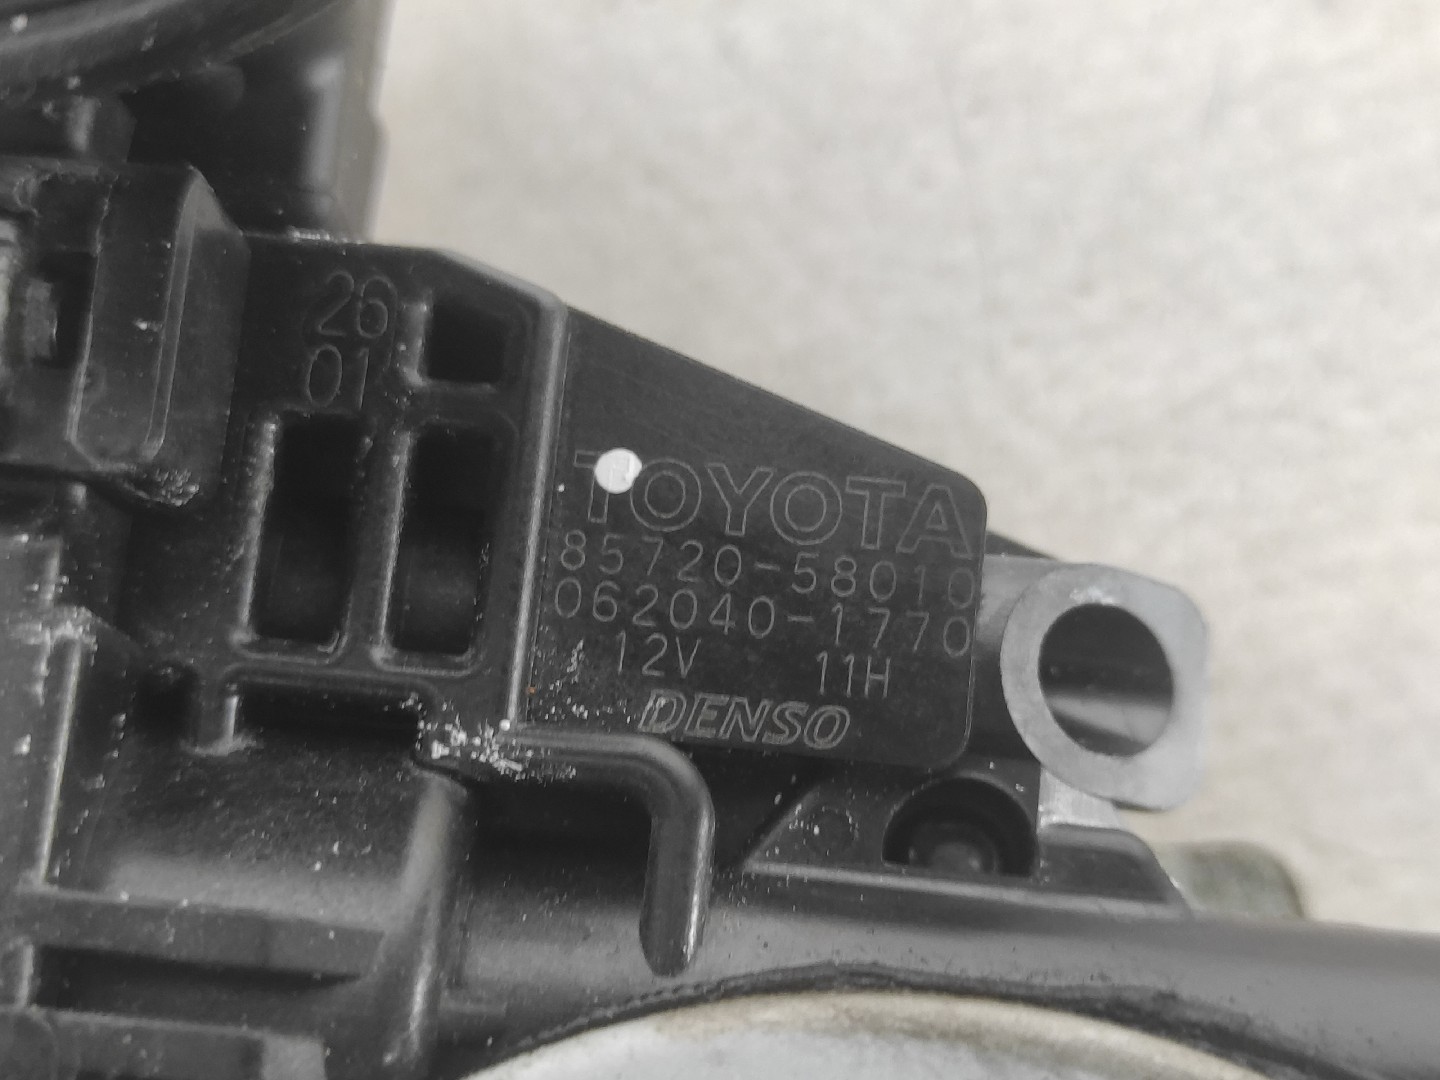 26
01
TOYOTA
85720-58010
062040-1770
12V 11H
DENSO